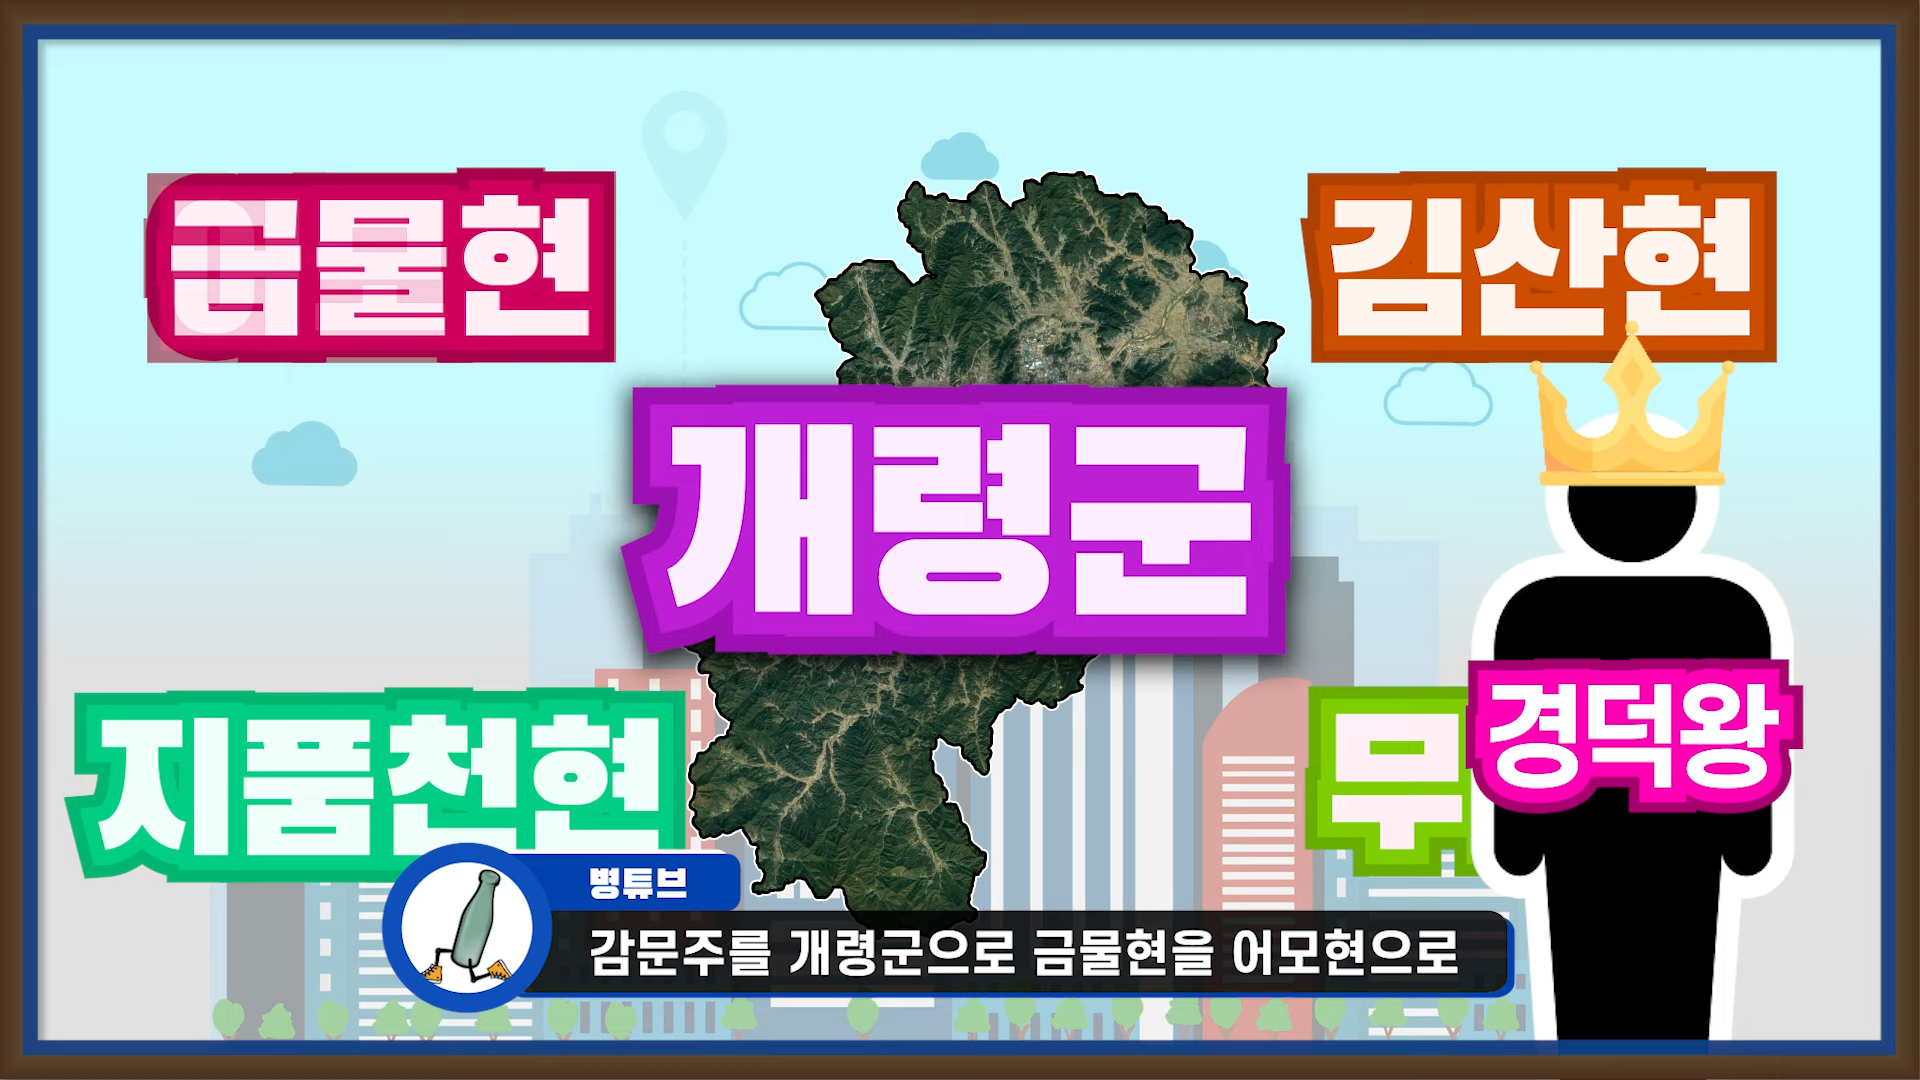 금물현
김산현
개령군
지품천현
무
경덕왕
병튜브
감문주를 개령군으로 금물현을 어모현으로